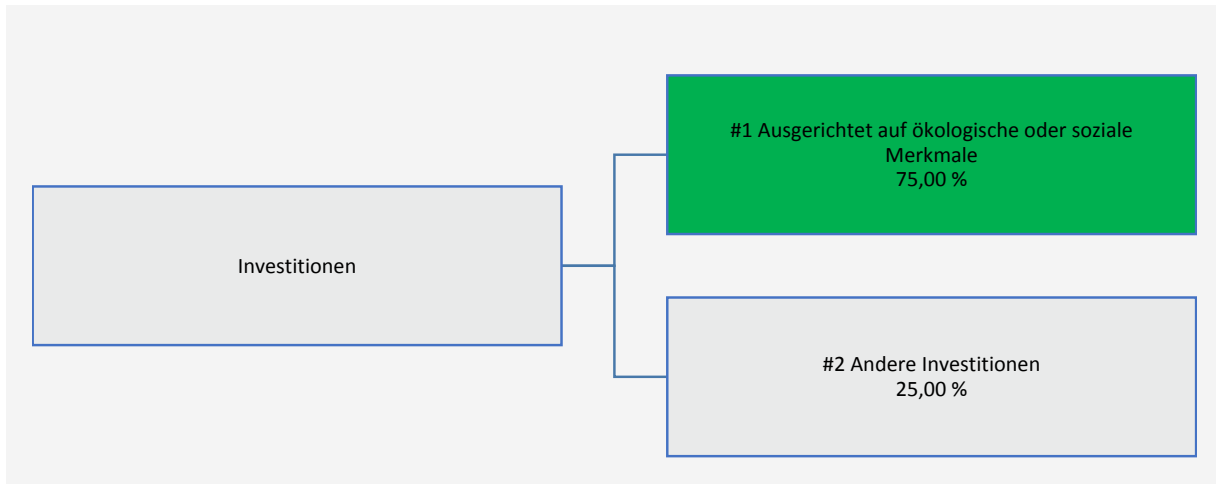 Investitionen
#1 Ausgerichtet auf ökologische oder soziale
Merkmale
75,00 %
#2 Andere Investitionen
25,00 %